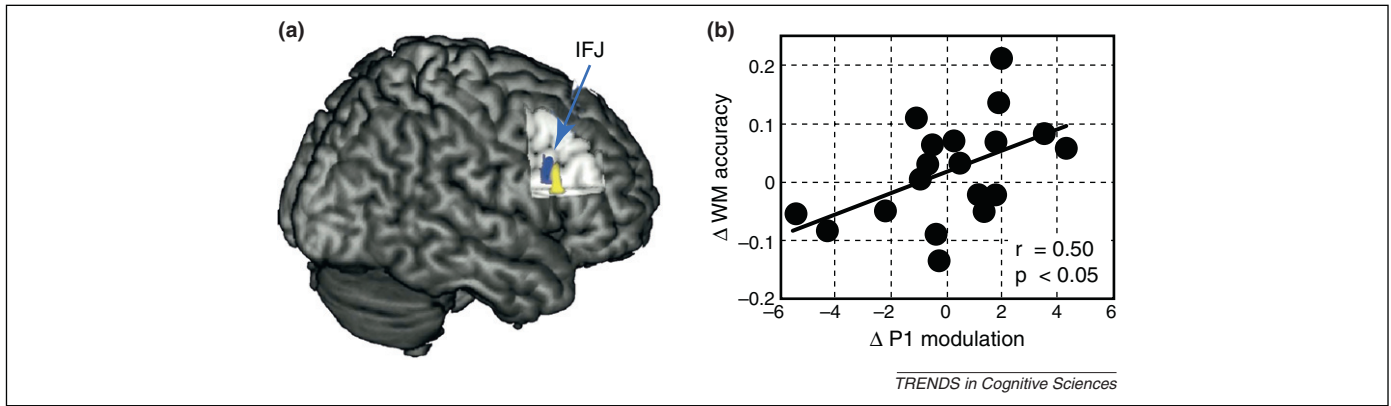 (a)
IFJ
(b)
Δ WM accuracy
0.2
0.1
0
−0.1
−0.2
r = 0.50
p < 0.05
−6 −4 −2 0 2 4 6
Δ P1 modulation
TRENDS in Cognitive Sciences